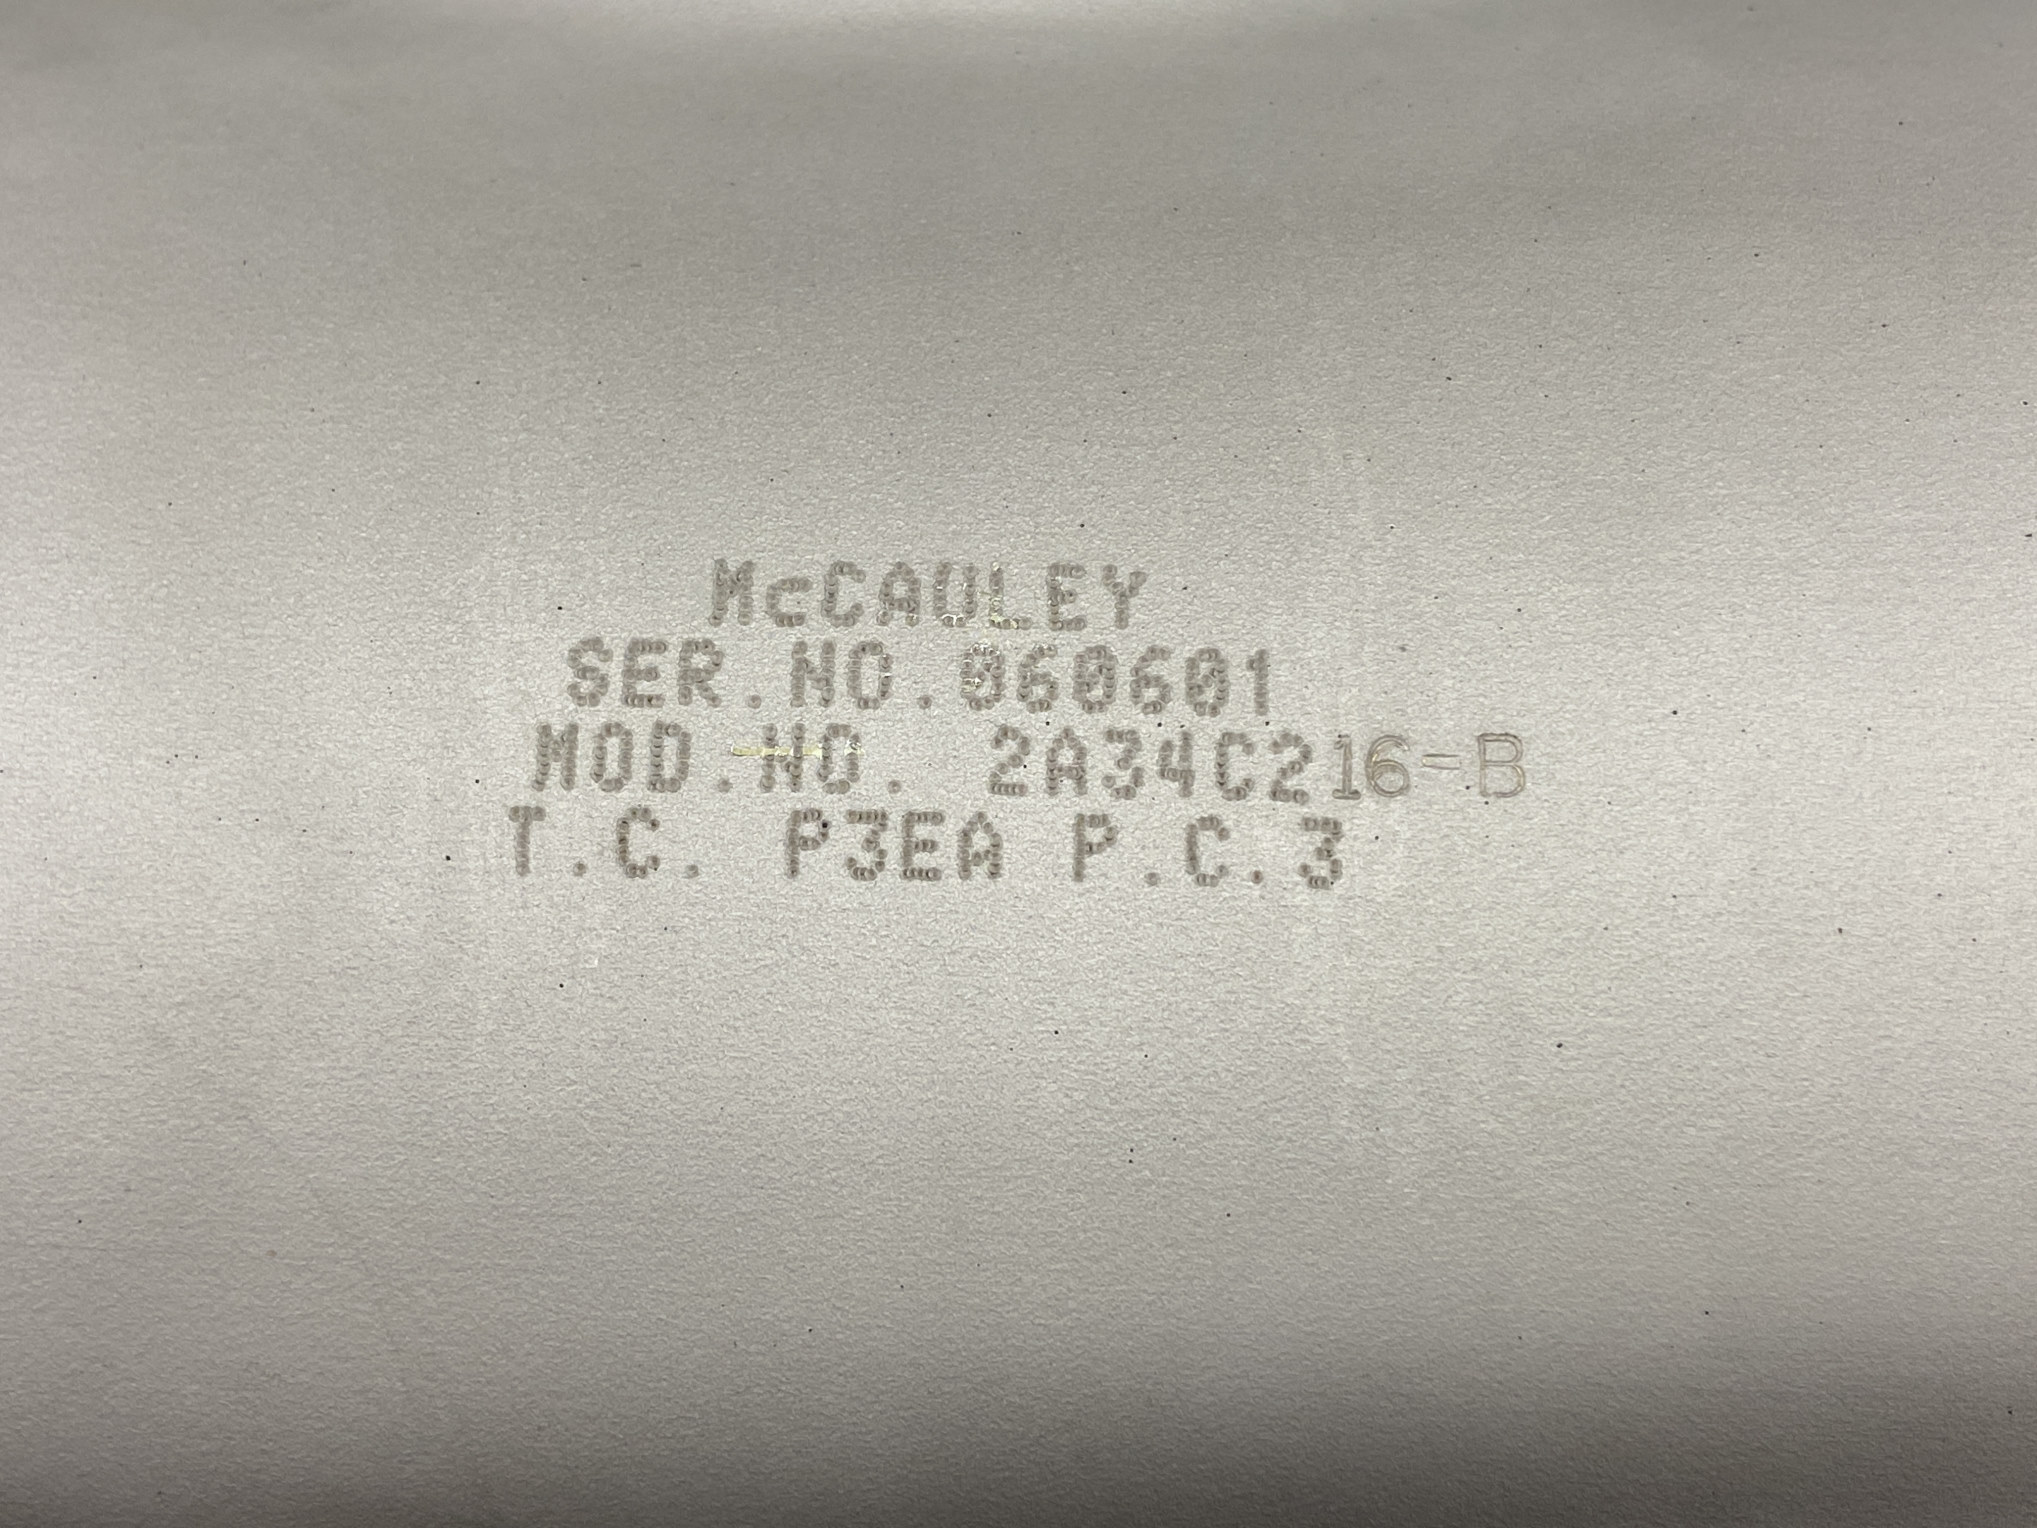 McCAULEY
SER.NO.060601
MOD.NO. 2A34C216-B
T.C. P3EA P.C.3